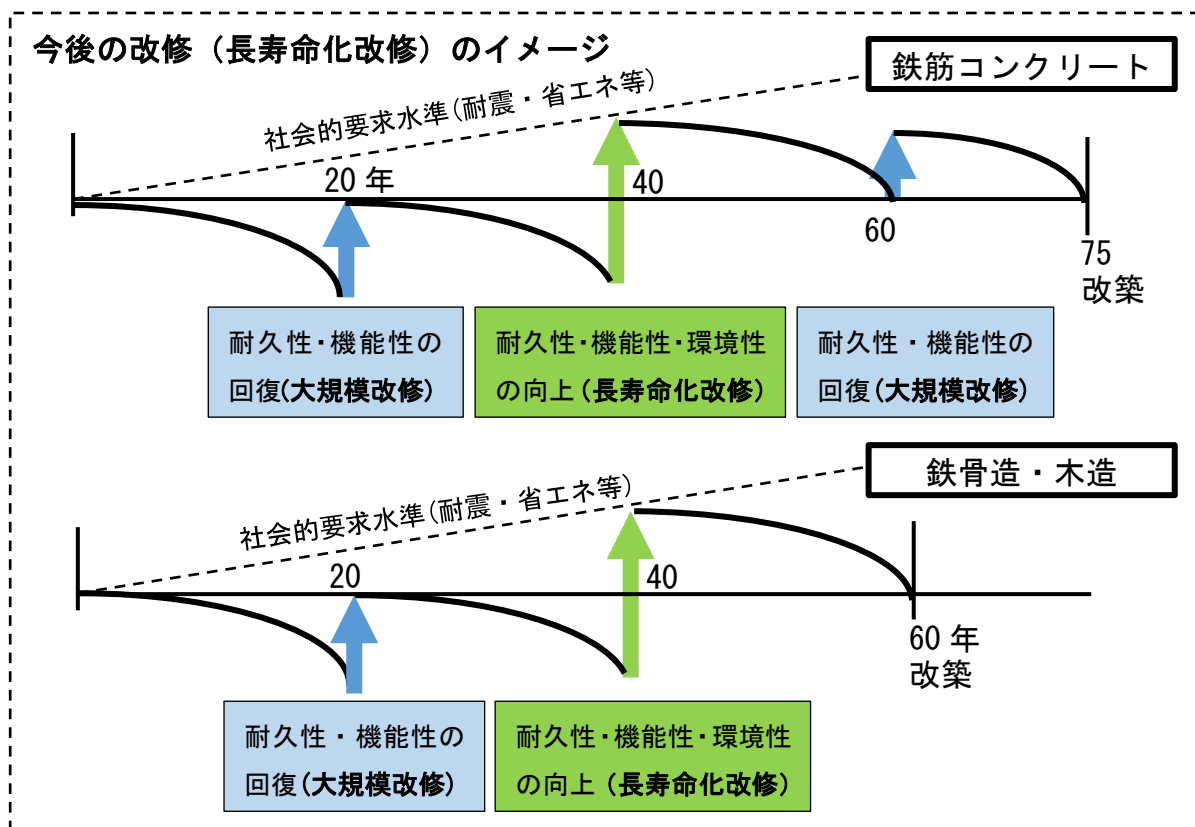 今後の改修（長寿命化改修）のイメージ
鉄筋コンクリート
社会的要求水準(耐震・省エネ等)
20 年
40
60
75
改築
耐久性･機能性の
回復(大規模改修)
耐久性･機能性･環境性
の向上(長寿命化改修)
耐久性・機能性の
回復(大規模改修)
鉄骨造・木造
社会的要求水準(耐震・省エネ等)
20
40
60 年
改築
耐久性・機能性の
回復(大規模改修)
耐久性･機能性･環境性
の向上（長寿命化改修)